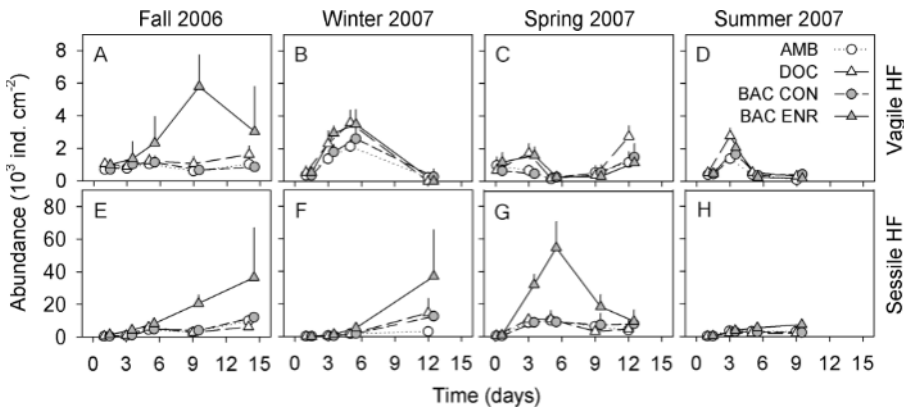 Fall 2006 Winter 2007 Spring 2007 Summer 2007
A B C D
AMB
DOC
BAC CON
BAC ENR
Vagile HF
8
6
4
2
0
Abundance (10³ ind. cm⁻²)
E F G H
Sessile HF
80
60
40
20
0
0 3 6 9 12 15 0 3 6 9 12 15 0 3 6 9 12 15 0 3 6 9 12 15
Time (days)